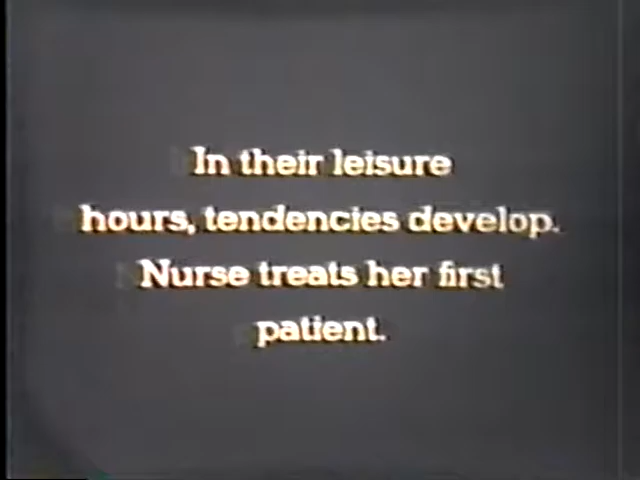 In their leisure
hours, tendencies develop.
Nurse treats her first
patient.